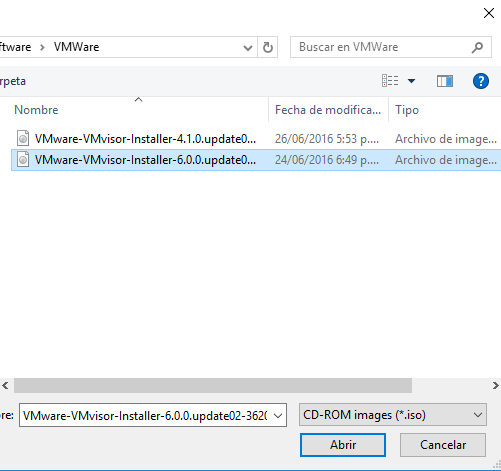 ftware > VMWare
Buscar en VMWare
rpeta
Nombre Fecha de modifica... Tipo
VMware-VMvisor-Installer-4.1.0.update0... 26/06/2016 5:53 p.... Archivo de image...
VMware-VMvisor-Installer-6.0.0.update0... 24/06/2016 6:49 p.... Archivo de image...
re: VMware-VMvisor-Installer-6.0.0.update02-3620 CD-ROM images (*.iso)
Abrir Cancelar